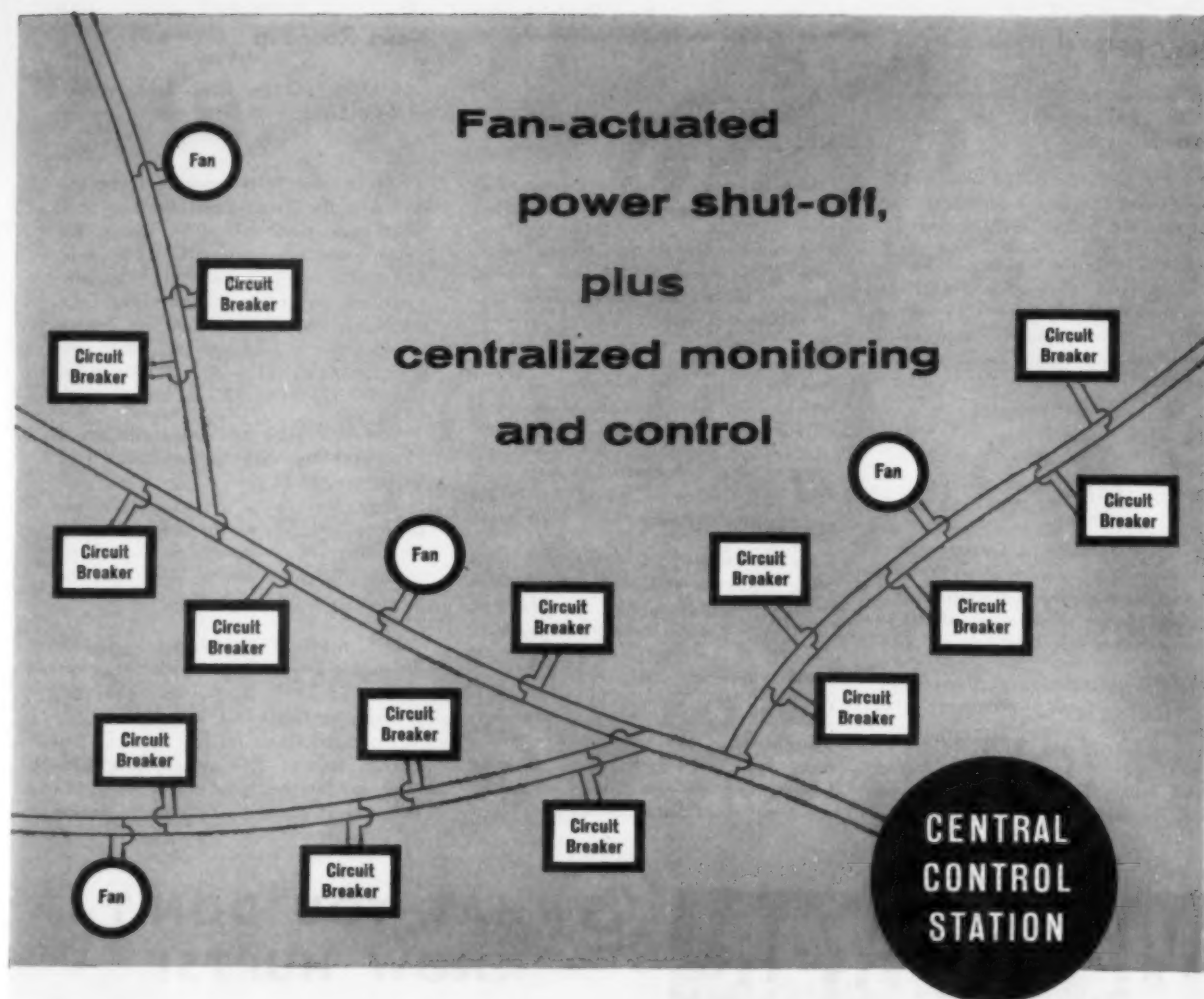 Fan-actuated
power shut-off,
plus
centralized monitoring
and control
Fan
Circuit
Breaker
Circuit
Breaker
Circuit
Breaker
Circuit
Breaker
Fan
Circuit
Breaker
Circuit
Breaker
Circuit
Breaker
Fan
Circuit
Breaker
Circuit
Breaker
Circuit
Breaker
Circuit
Breaker
Circuit
Breaker
Circuit
Breaker
Fan
Circuit
Breaker
Circuit
Breaker
CENTRAL
CONTROL
STATION